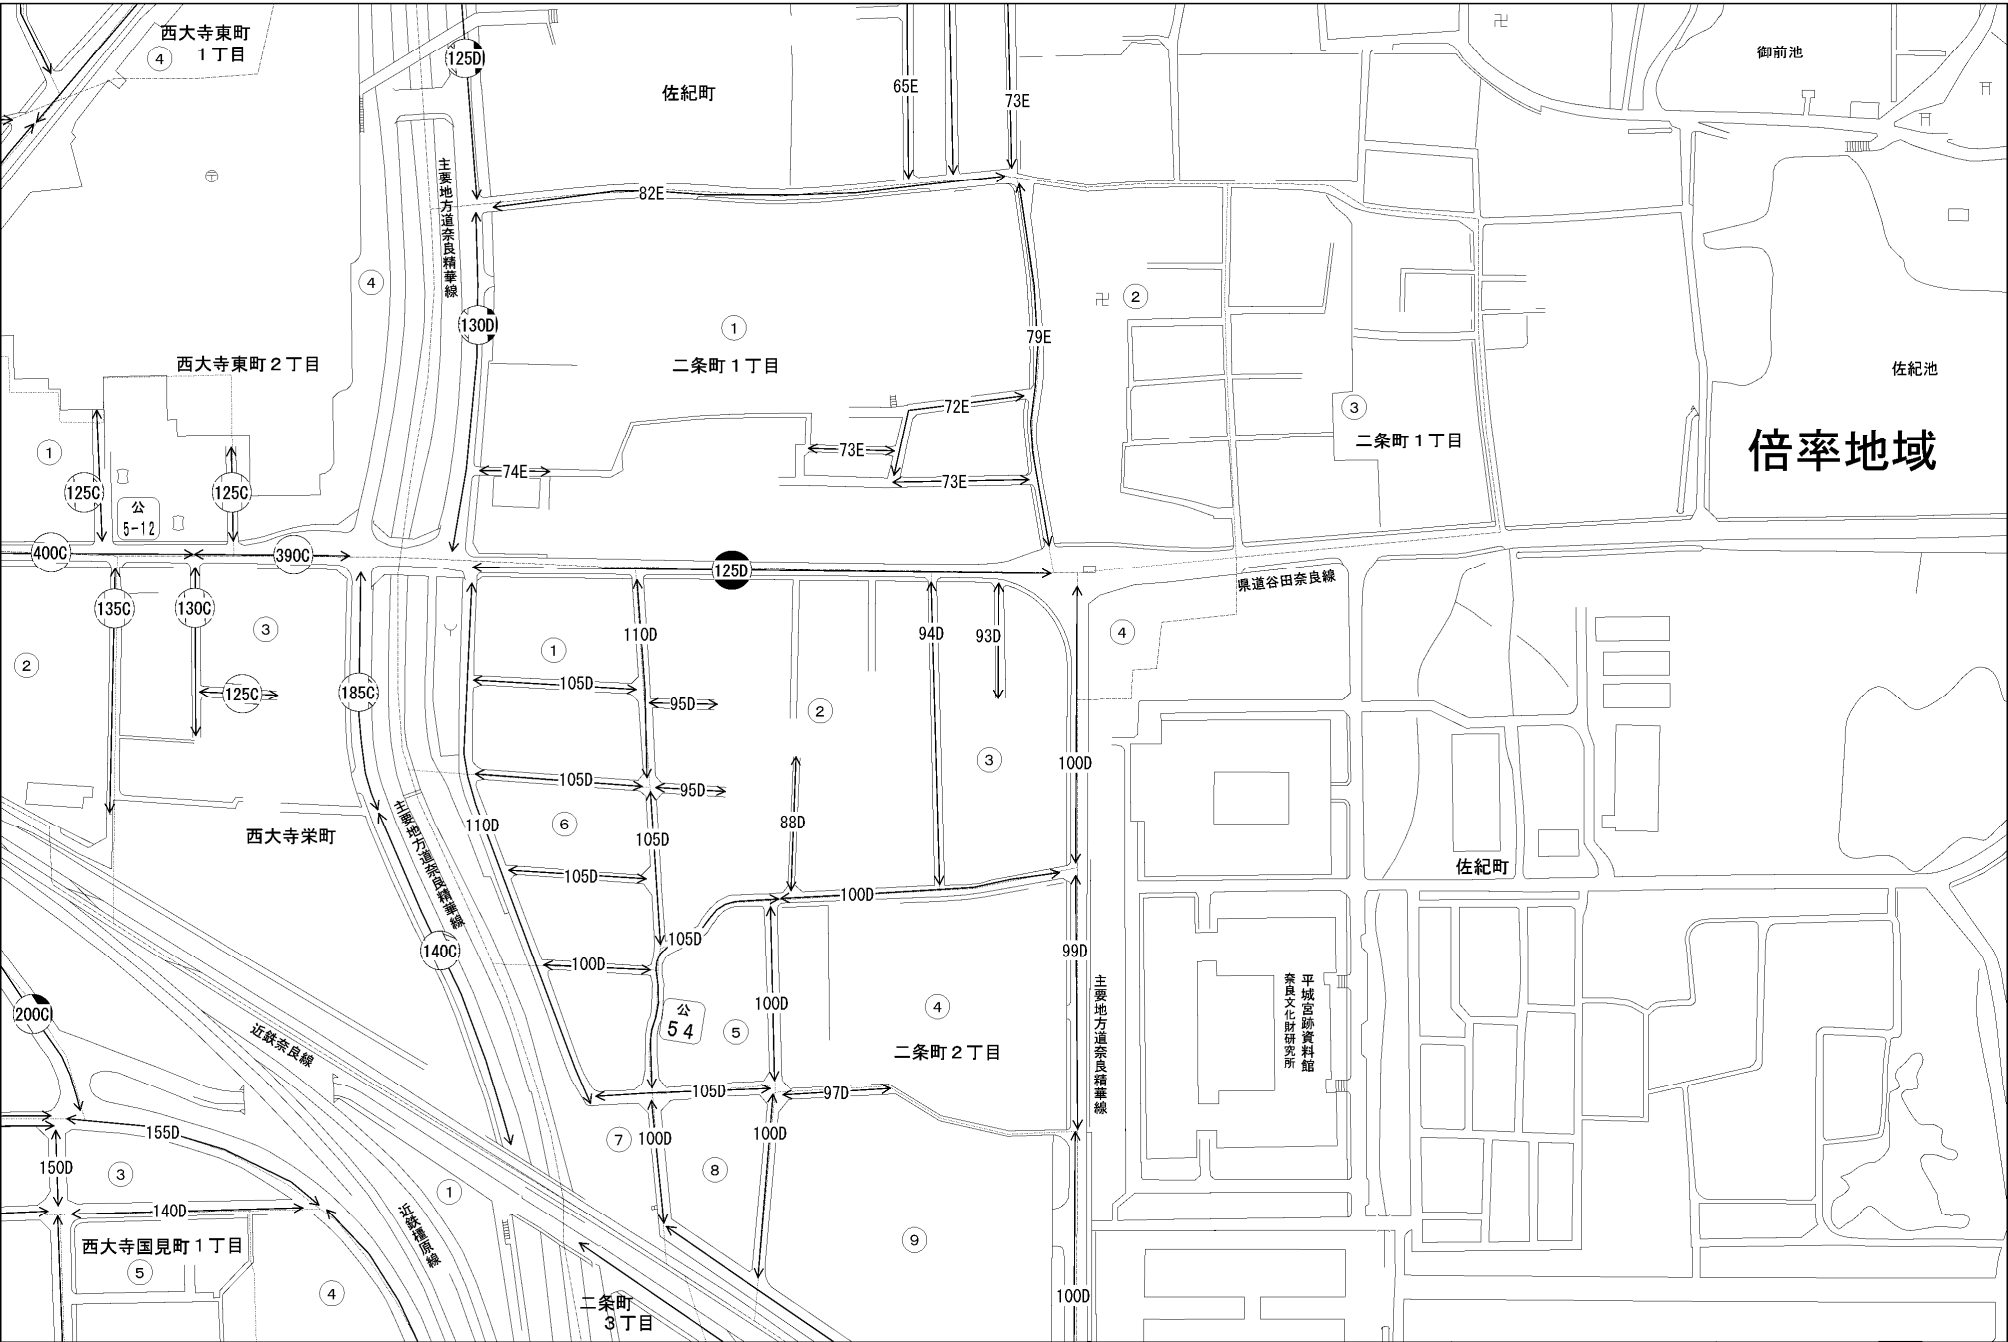 西大寺東町
1丁目
④
125D
佐紀町
65E
73E
御前池
主要地方道奈良精華線
82E
④
130D
①
二条町1丁目
79E
②
西大寺東町2丁目
佐紀池
72E
③
二条町1丁目
倍率地域
①
73E
74E
73E
125C
公
5-12
125C
400C
390C
125D
県道谷田奈良線
135C
130C
③
110D
94D
93D
④
①
②
125C
185C
105D
95D
②
③
100D
105D
95D
主要地方道奈良精華線
西大寺栄町
110D
⑥
105D
88D
佐紀町
105D
100D
140C
105D
99D
100D
主要地方道奈良精華線
平城宮跡資料館
奈良文化財研究所
200C
近鉄奈良線
公
54
100D
⑤
④
二条町2丁目
105D
97D
155D
⑦
100D
100D
150D
③
⑧
①
140D
近鉄橿原線
西大寺国見町1丁目
⑤
⑨
④
二条町
3丁目
100D